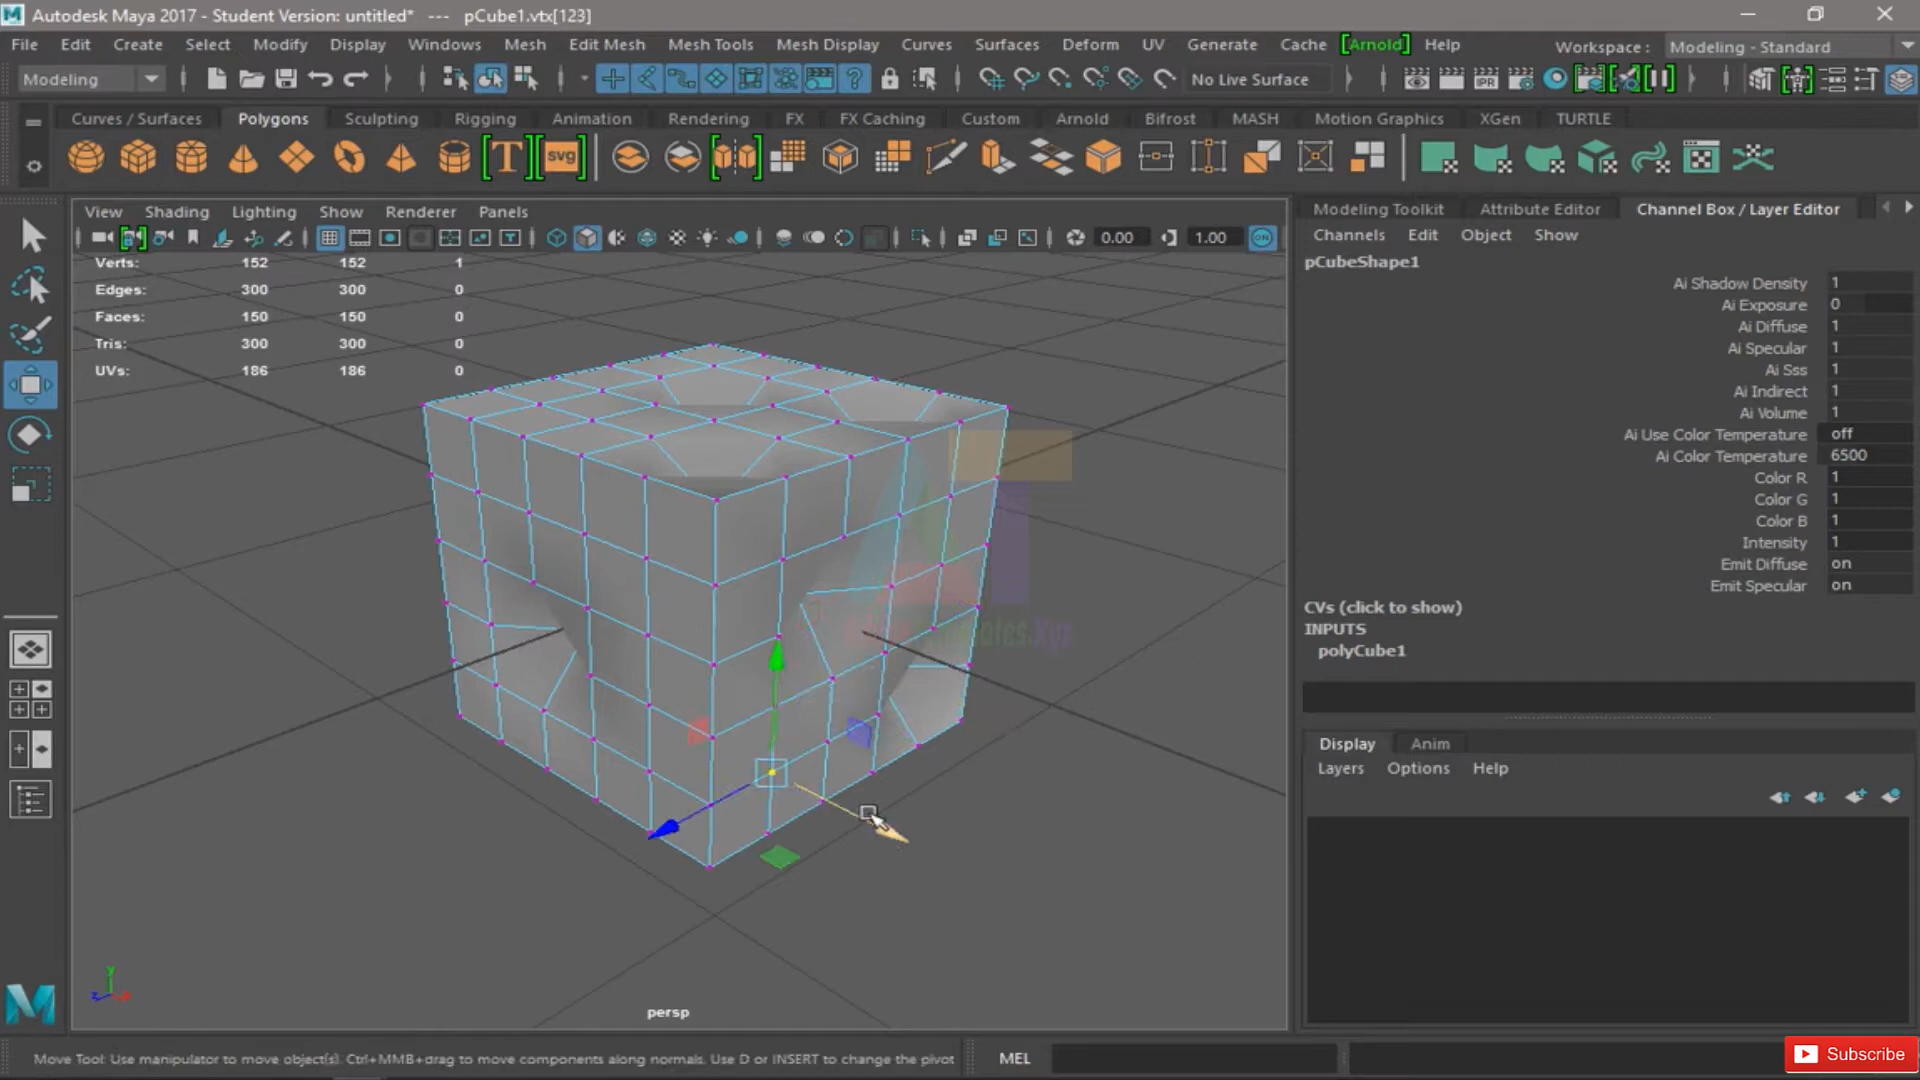 Autodesk Maya 2017 - Student Version: untitled* --- pCube1.vtx[123]
File Edit Create Select Modify Display Windows Mesh Edit Mesh Mesh Tools Mesh Display Curves Surfaces Deform UV Generate Cache [Arnold] Help Workspace : Modeling - Standard
Modeling No Live Surface IPR
Curves / Surfaces Polygons Sculpting Rigging Animation Rendering FX FX Caching Custom Arnold Bifrost MASH Motion Graphics XGen TURTLE
T svg
View Shading Lighting Show Renderer Panels
0.00 1.00 ON
Verts: 152 152 1
Edges: 300 300 0
Faces: 150 150 0
Tris: 300 300 0
UVs: 186 186 0
y
z x
persp
Modeling Toolkit Attribute Editor Channel Box / Layer Editor
Channels Edit Object Show
pCubeShape1
Ai Shadow Density 1
Ai Exposure 0
Ai Diffuse 1
Ai Specular 1
Ai Sss 1
Ai Indirect 1
Ai Volume 1
Ai Use Color Temperature off
Ai Color Temperature 6500
Color R 1
Color G 1
Color B 1
Intensity 1
Emit Diffuse on
Emit Specular on
CVs (click to show)
INPUTS
polyCube1
Display Anim
Layers Options Help
Move Tool: Use manipulator to move object(s). Ctrl+MMB+drag to move components along normals. Use D or INSERT to change the pivot
MEL
Subscribe